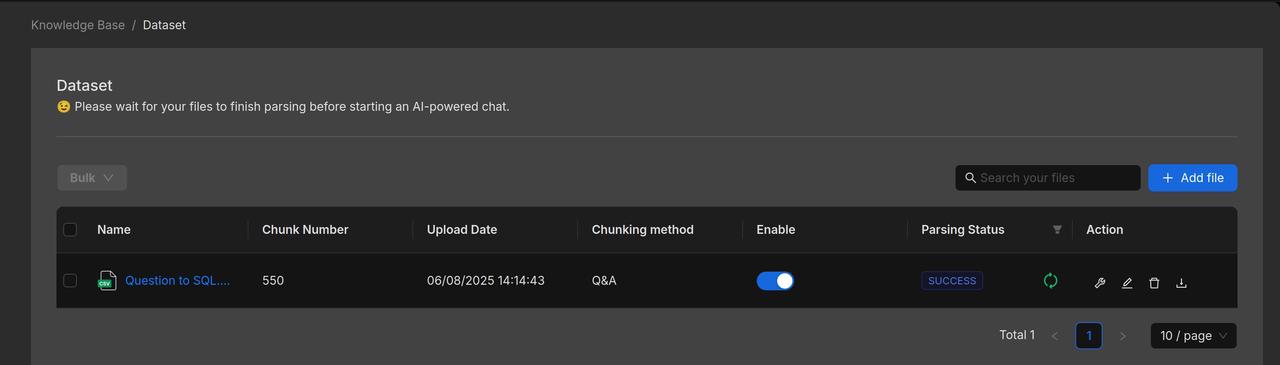 Knowledge Base / Dataset
Dataset
😉 Please wait for your files to finish parsing before starting an AI-powered chat.
Bulk
Search your files
+ Add file
Name Chunk Number Upload Date Chunking method Enable Parsing Status Action
CSV Question to SQL.... 550 06/08/2025 14:14:43 Q&A SUCCESS
Total 1 < 1 > 10 / page